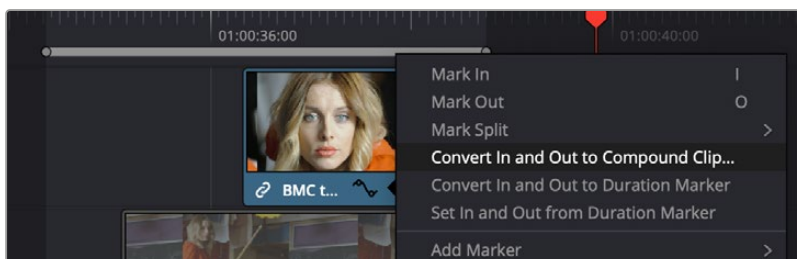 01:00:36:00
01:00:40:00
Mark In I
Mark Out O
Mark Split >
Convert In and Out to Compound Clip...
Convert In and Out to Duration Marker
Set In and Out from Duration Marker
Add Marker >
BMC t...